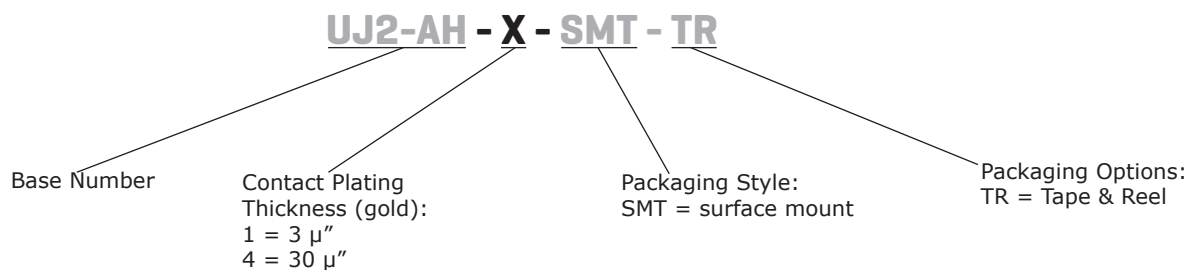 UJ2-AH - X - SMT - TR
Base Number
Contact Plating
Thickness (gold):
1 = 3 µ”
4 = 30 µ”
Packaging Style:
SMT = surface mount
Packaging Options:
TR = Tape & Reel